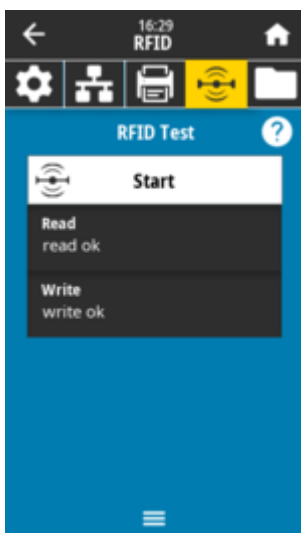 16:29
RFID
RFID Test
?
Start
Read
read ok
Write
write ok